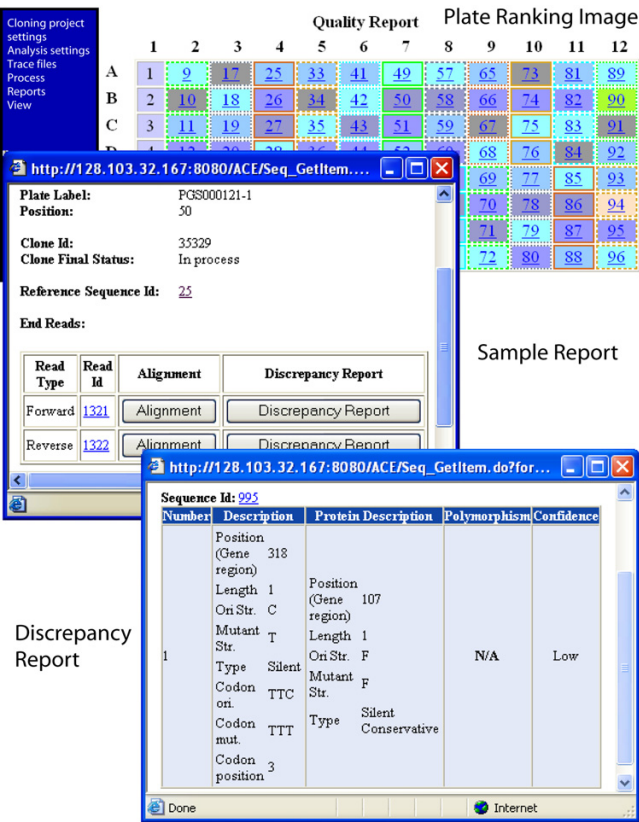 Cloning project
settings
Analysis settings
Trace files
Process
Reports
View
Quality Report
Plate Ranking Image
1 2 3 4 5 6 7 8 9 10 11 12
A 1 9 17 25 33 41 49 57 65 73 81 89
B 2 10 18 26 34 42 50 58 66 74 82 90
C 3 11 19 27 35 43 51 59 67 75 83 91
68 76 84 92
69 77 85 93
70 78 86 94
71 79 87 95
72 80 88 96
http://128.103.32.167:8080/ACE/Seq_GetItem....
Plate Label: PGS000121-1
Position: 50
Clone Id: 35329
Clone Final Status: In process
Reference Sequence Id: 25
End Reads:
Read Type Read Id Alignment Discrepancy Report
Forward 1321 Alignment Discrepancy Report
Reverse 1322 Alignment Discrepancy Report
Sample Report
http://128.103.32.167:8080/ACE/Seq_GetItem.do?for...
Sequence Id: 995
Number Description Protein Description Polymorphism Confidence
1
Position (Gene region) 318
Length 1
Ori Str. C
Mutant Str. T
Type Silent
Codon ori. TTC
Codon mut. TTT
Codon position 3
Position (Gene region) 107
Length 1
Ori Str. F
Mutant Str. F
Type Silent Conservative
N/A
Low
Done
Internet
Discrepancy
Report